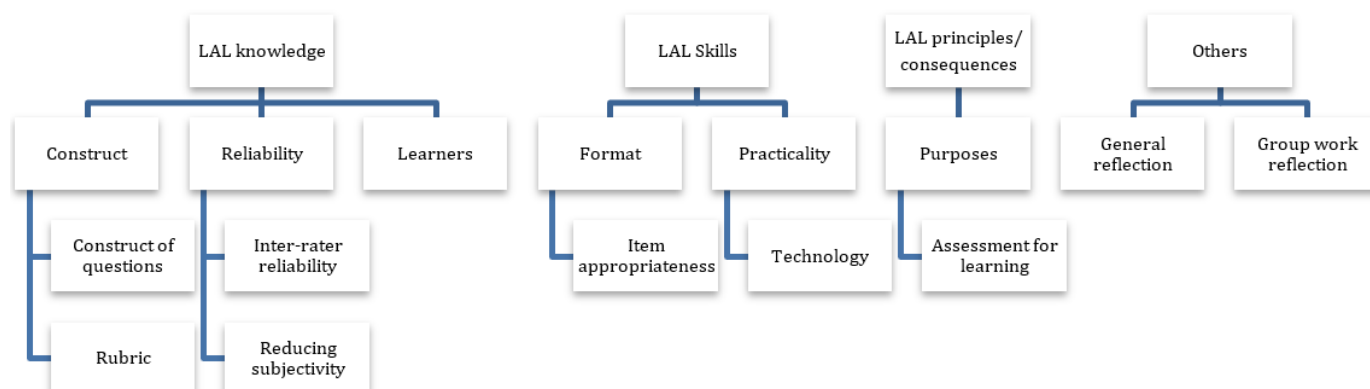 LAL knowledge
LAL Skills
LAL principles/
consequences
Others
Construct
Reliability
Learners
Format
Practicality
Purposes
General
reflection
Group work
reflection
Construct of
questions
Inter-rater
reliability
Item
appropriateness
Technology
Assessment for
learning
Rubric
Reducing
subjectivity